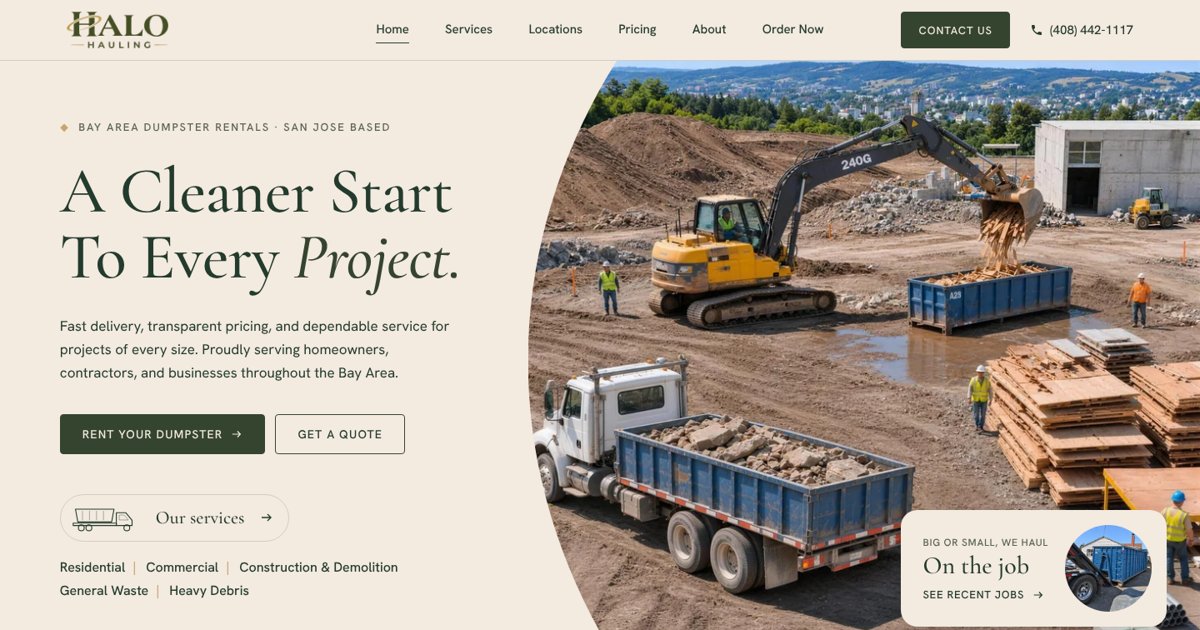 HALO
HAULING
Home
Services
Locations
Pricing
About
Order Now
CONTACT US
(408) 442-1117
BAY AREA DUMPSTER RENTALS · SAN JOSE BASED
A Cleaner Start
To Every Project.
Fast delivery, transparent pricing, and dependable service for
projects of every size. Proudly serving homeowners,
contractors, and businesses throughout the Bay Area.
RENT YOUR DUMPSTER →
GET A QUOTE
Our services →
Residential | Commercial | Construction & Demolition
General Waste | Heavy Debris
240G
A23
BIG OR SMALL, WE HAUL
On the job
SEE RECENT JOBS →